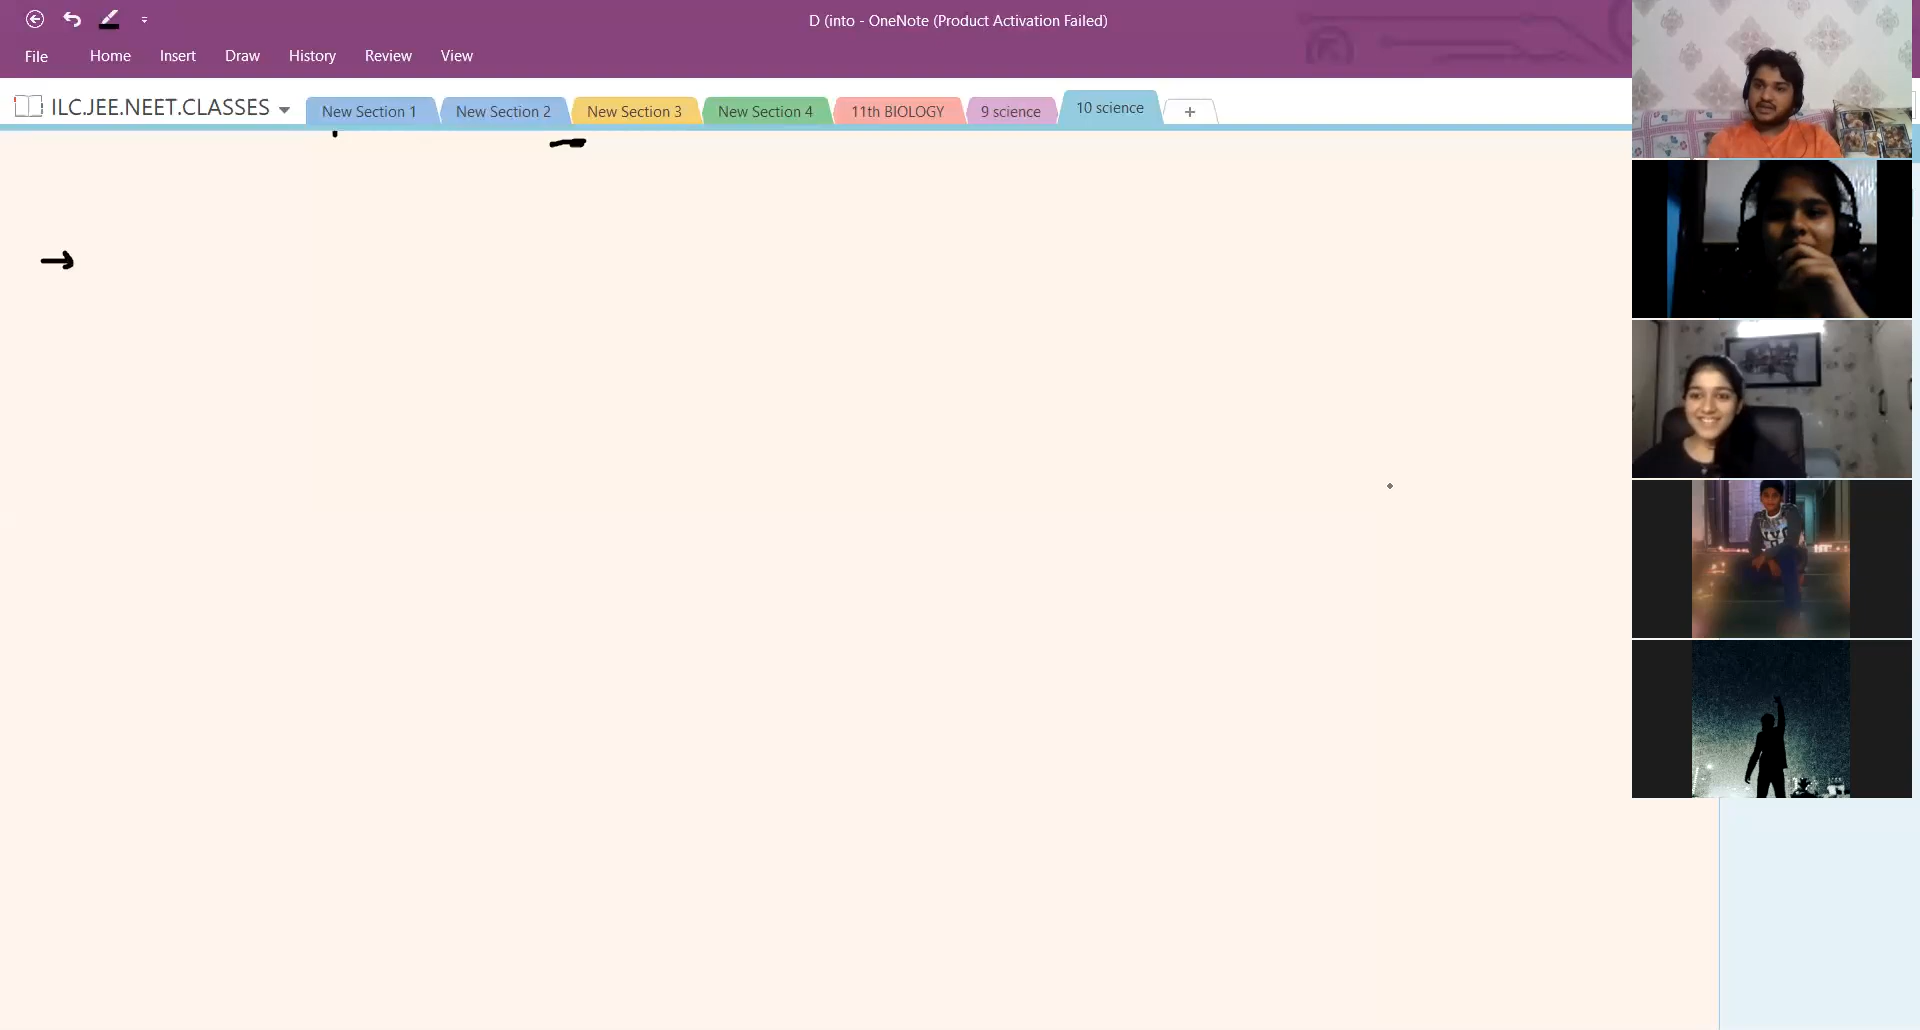 D (into - OneNote (Product Activation Failed)
File Home Insert Draw History Review View
ILC.JEE.NEET.CLASSES New Section 1 New Section 2 New Section 3 New Section 4 11th BIOLOGY 9 science 10 science +